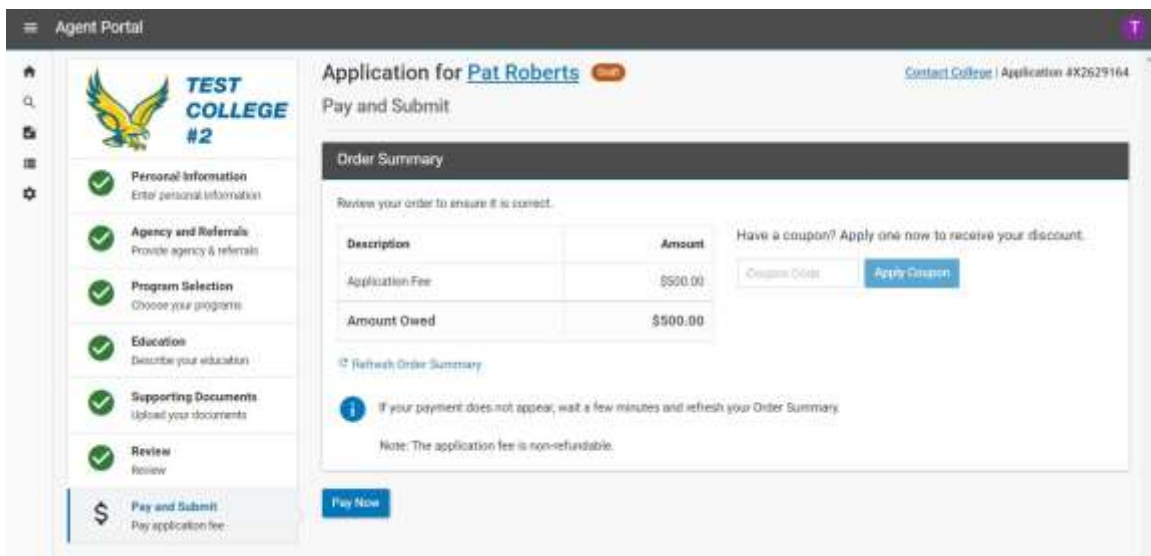 Agent Portal
T
TEST
COLLEGE
#2
Application for Pat Roberts Draft
Contact College | Application #X2629164
Pay and Submit
Personal Information
Enter personal information
Agency and Referrals
Provide agency & referrals
Program Selection
Choose your programs
Education
Describe your education
Supporting Documents
Upload your documents
Review
Review
$
Pay and Submit
Pay application fee
Order Summary
Review your order to ensure it is correct.
Description Amount
Application Fee $500.00
Amount Owed $500.00
Have a coupon? Apply one now to receive your discount.
Coupon Code Apply Coupon
Refresh Order Summary
If your payment does not appear, wait a few minutes and refresh your Order Summary.
Note: The application fee is non-refundable.
Pay Now